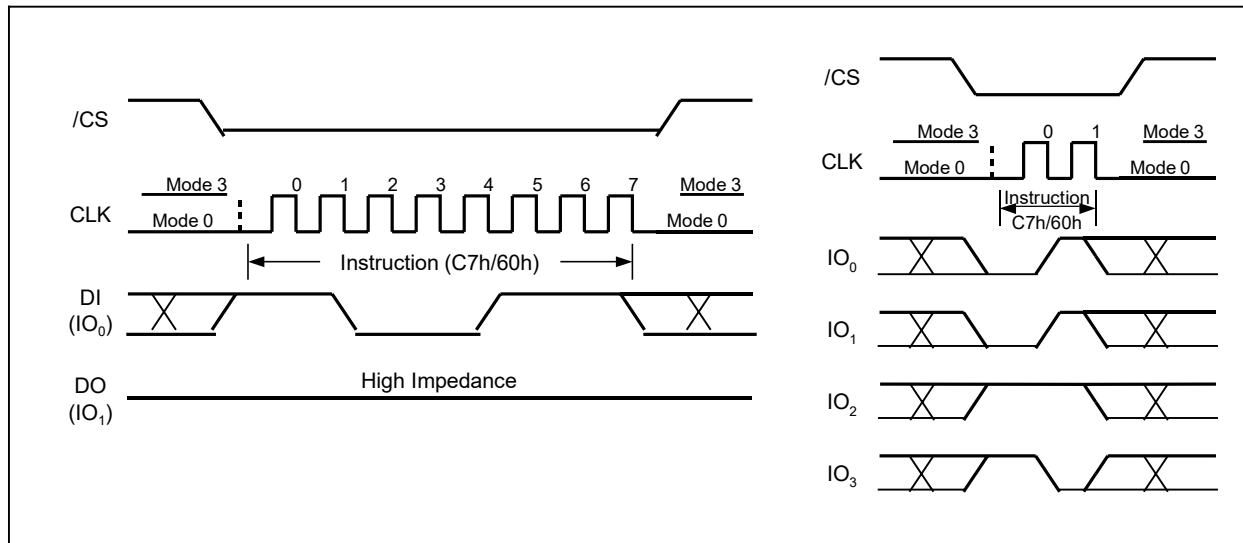 /CS
Mode 3
0 1 2 3 4 5 6 7
Mode 3
CLK
Mode 0
Mode 0
Instruction (C7h/60h)
DI
(IO₀)
High Impedance
DO
(IO₁)
/CS
Mode 3
0 1
Mode 3
CLK
Mode 0
Mode 0
Instruction
C7h/60h
IO₀
IO₁
IO₂
IO₃